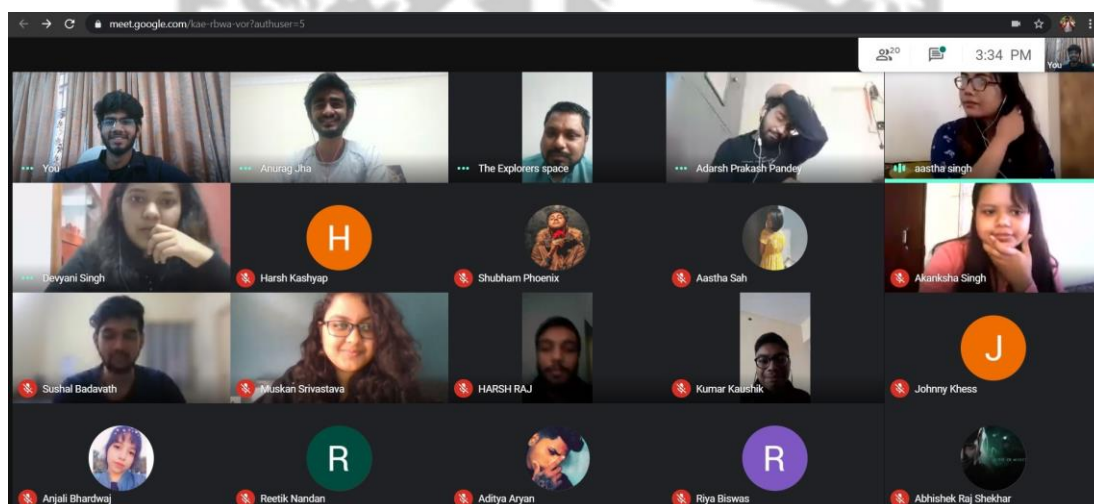 meet.google.com/kae-rbwa-vor?authuser=5
20
3:34 PM
You
You
Anurag Jha
The Explorers space
Adarsh Prakash Pandey
aastha singh
Devyani Singh
H
Harsh Kashyap
Shubham Phoenix
Aastha Sah
Akanksha Singh
Sushal Badavath
Muskan Srivastava
HARSH RAJ
Kumar Kaushik
J
Johnny Khess
Anjali Bhardwaj
R
Reetik Nandan
Aditya Aryan
R
Riya Biswas
Abhishek Raj Shekhar